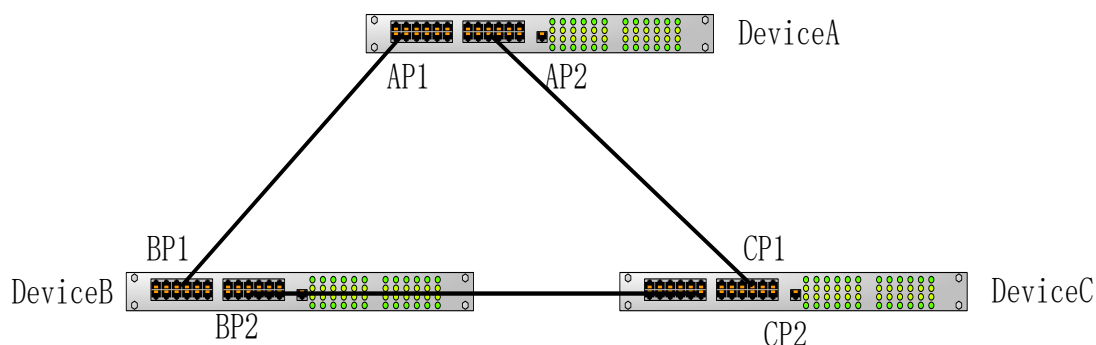 DeviceA
AP1
AP2
BP1
CP1
DeviceB
DeviceC
BP2
CP2